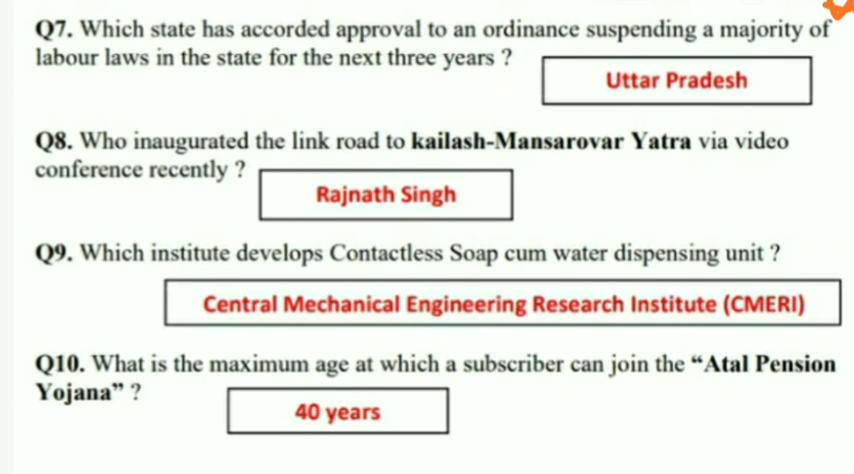 Q7. Which state has accorded approval to an ordinance suspending a majority of
labour laws in the state for the next three years ?
Uttar Pradesh
Q8. Who inaugurated the link road to kailash-Mansarovar Yatra via video
conference recently ?
Rajnath Singh
Q9. Which institute develops Contactless Soap cum water dispensing unit ?
Central Mechanical Engineering Research Institute (CMERI)
Q10. What is the maximum age at which a subscriber can join the “Atal Pension
Yojana” ?
40 years